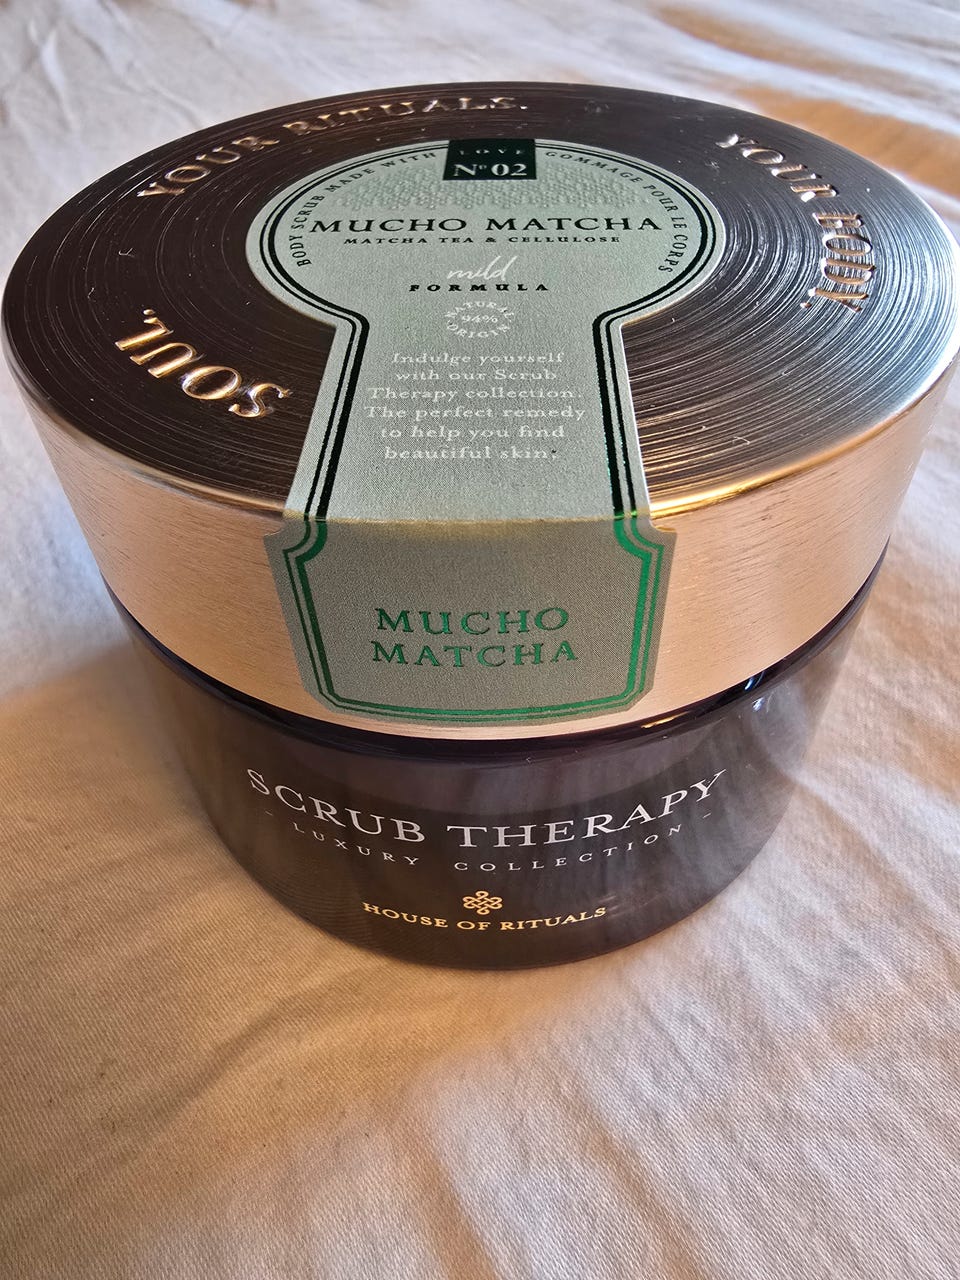 YOUR RITUALS.
YOUR BODY.
SOUL.
LOVE
Nº 02
BODY SCRUB MADE WITH
GOMMAGE POUR LE CORPS
MUCHO MATCHA
MATCHA TEA & CELLULOSE
mild
FORMULA
NATURAL
94%
ORIGIN
Indulge yourself
with our Scrub
Therapy collection.
The perfect remedy
to help you find
beautiful skin.
MUCHO
MATCHA
SCRUB THERAPY
- LUXURY COLLECTION -
HOUSE OF RITUALS